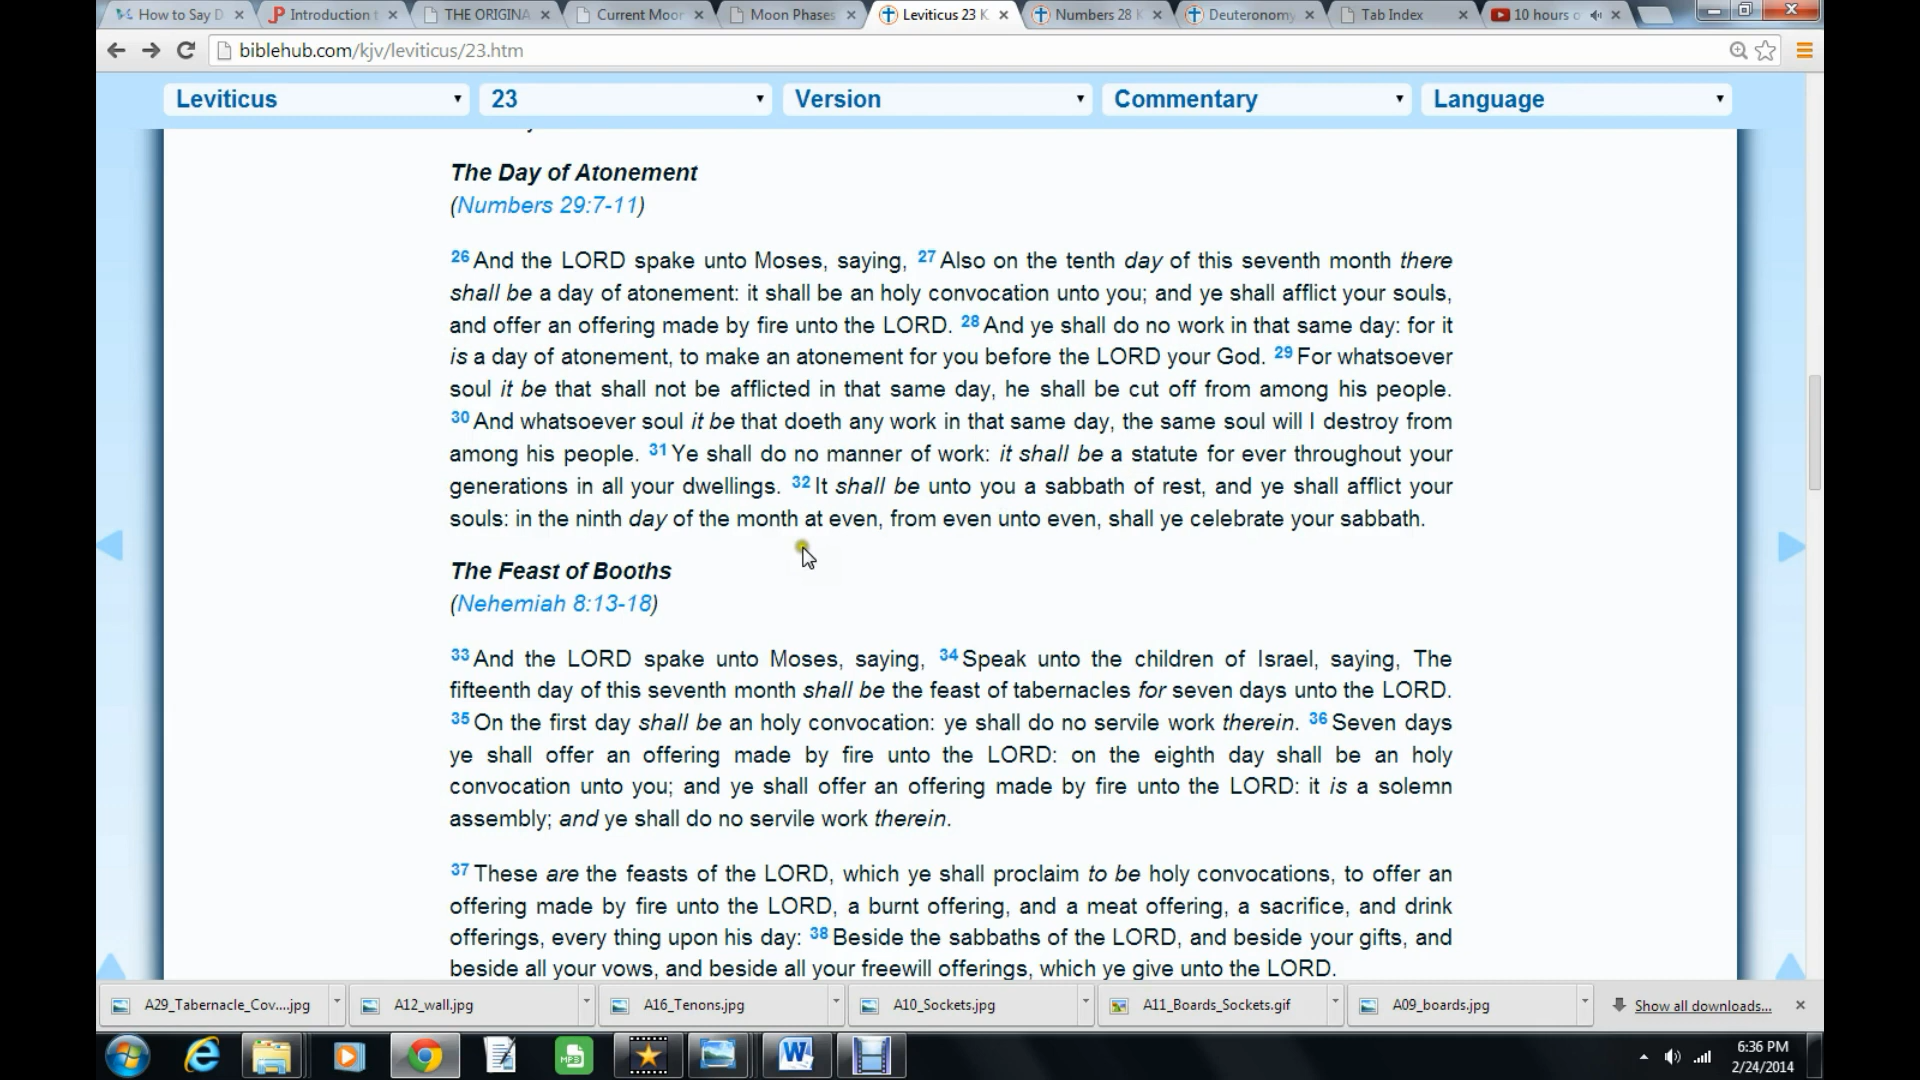 How to Say D
Introduction t
THE ORIGINA
Current Moor
Moon Phases
Leviticus 23 K
Numbers 28 K
Deuteronomy
Tab Index
10 hours o
biblehub.com/kjv/leviticus/23.htm
Leviticus
23
Version
Commentary
Language
The Day of Atonement
(Numbers 29:7-11)
26 And the LORD spake unto Moses, saying, 27 Also on the tenth day of this seventh month there
shall be a day of atonement: it shall be an holy convocation unto you; and ye shall afflict your souls,
and offer an offering made by fire unto the LORD. 28 And ye shall do no work in that same day: for it
is a day of atonement, to make an atonement for you before the LORD your God. 29 For whatsoever
soul it be that shall not be afflicted in that same day, he shall be cut off from among his people.
30 And whatsoever soul it be that doeth any work in that same day, the same soul will I destroy from
among his people. 31 Ye shall do no manner of work: it shall be a statute for ever throughout your
generations in all your dwellings. 32 It shall be unto you a sabbath of rest, and ye shall afflict your
souls: in the ninth day of the month at even, from even unto even, shall ye celebrate your sabbath.
The Feast of Booths
(Nehemiah 8:13-18)
33 And the LORD spake unto Moses, saying, 34 Speak unto the children of Israel, saying, The
fifteenth day of this seventh month shall be the feast of tabernacles for seven days unto the LORD.
35 On the first day shall be an holy convocation: ye shall do no servile work therein. 36 Seven days
ye shall offer an offering made by fire unto the LORD: on the eighth day shall be an holy
convocation unto you; and ye shall offer an offering made by fire unto the LORD: it is a solemn
assembly; and ye shall do no servile work therein.
37 These are the feasts of the LORD, which ye shall proclaim to be holy convocations, to offer an
offering made by fire unto the LORD, a burnt offering, and a meat offering, a sacrifice, and drink
offerings, every thing upon his day: 38 Beside the sabbaths of the LORD, and beside your gifts, and
beside all your vows, and beside all your freewill offerings, which ye give unto the LORD.
A29_Tabernacle_Cov....jpg
A12_wall.jpg
A16_Tenons.jpg
A10_Sockets.jpg
A11_Boards_Sockets.gif
A09_boards.jpg
Show all downloads...
MP3
6:36 PM
2/24/2014